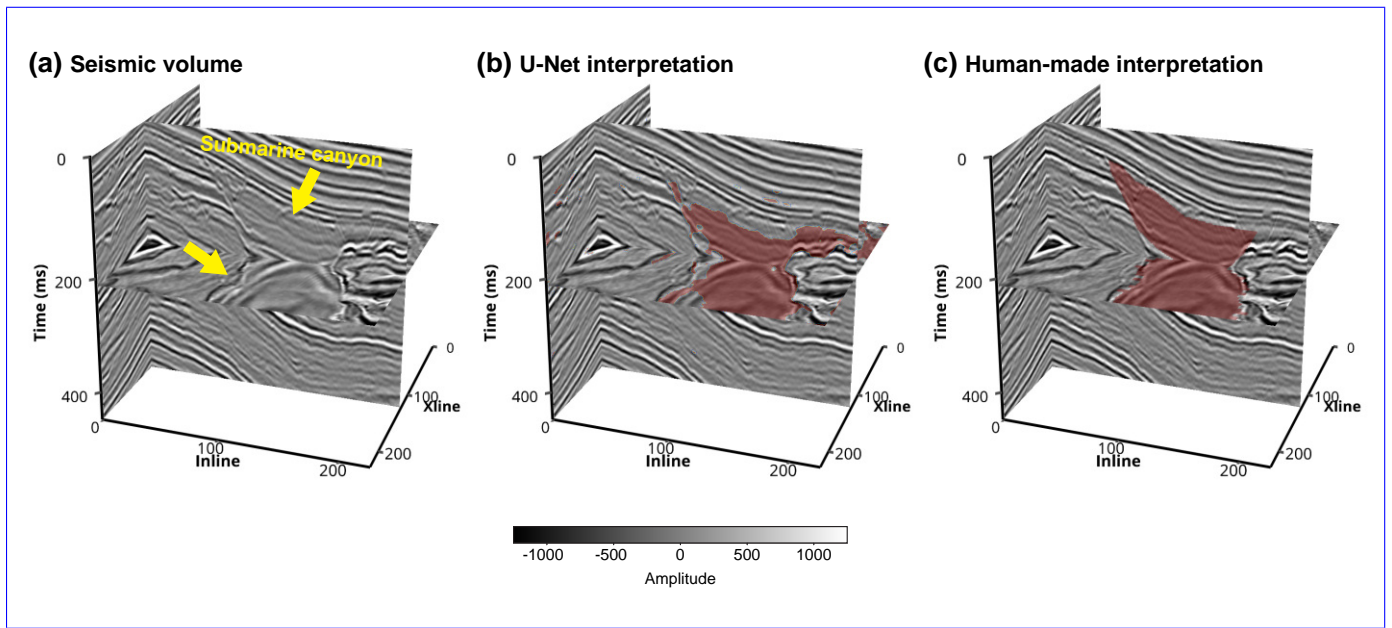 (a) Seismic volume
(b) U-Net interpretation
(c) Human-made interpretation
Submarine canyon
0
200
400
Time (ms)
0
100
200
Inline
0
100
200
Xline
0
200
400
Time (ms)
0
100
200
Inline
0
100
200
Xline
0
200
400
Time (ms)
0
100
200
Inline
0
100
200
Xline
-1000 -500 0 500 1000
Amplitude